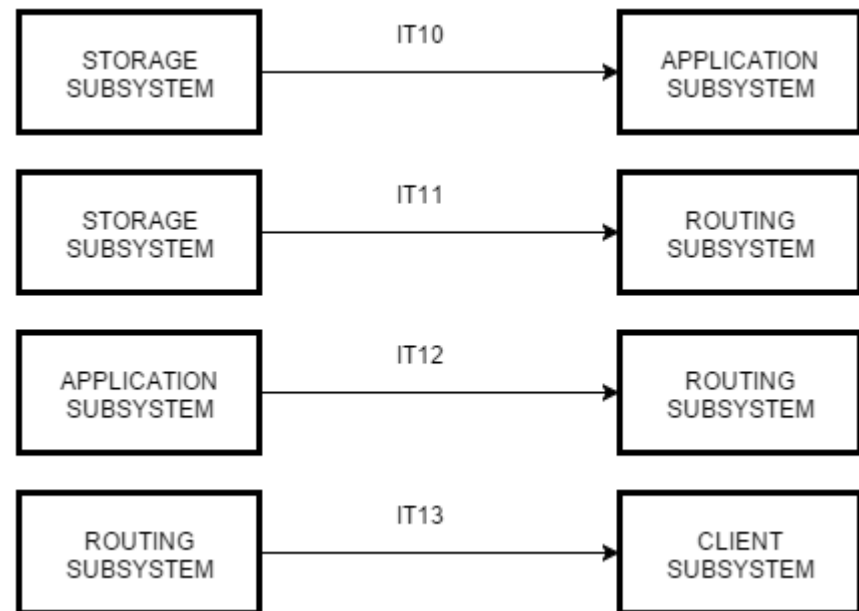 IT10
STORAGE
SUBSYSTEM
APPLICATION
SUBSYSTEM
IT11
STORAGE
SUBSYSTEM
ROUTING
SUBSYSTEM
IT12
APPLICATION
SUBSYSTEM
ROUTING
SUBSYSTEM
IT13
ROUTING
SUBSYSTEM
CLIENT
SUBSYSTEM